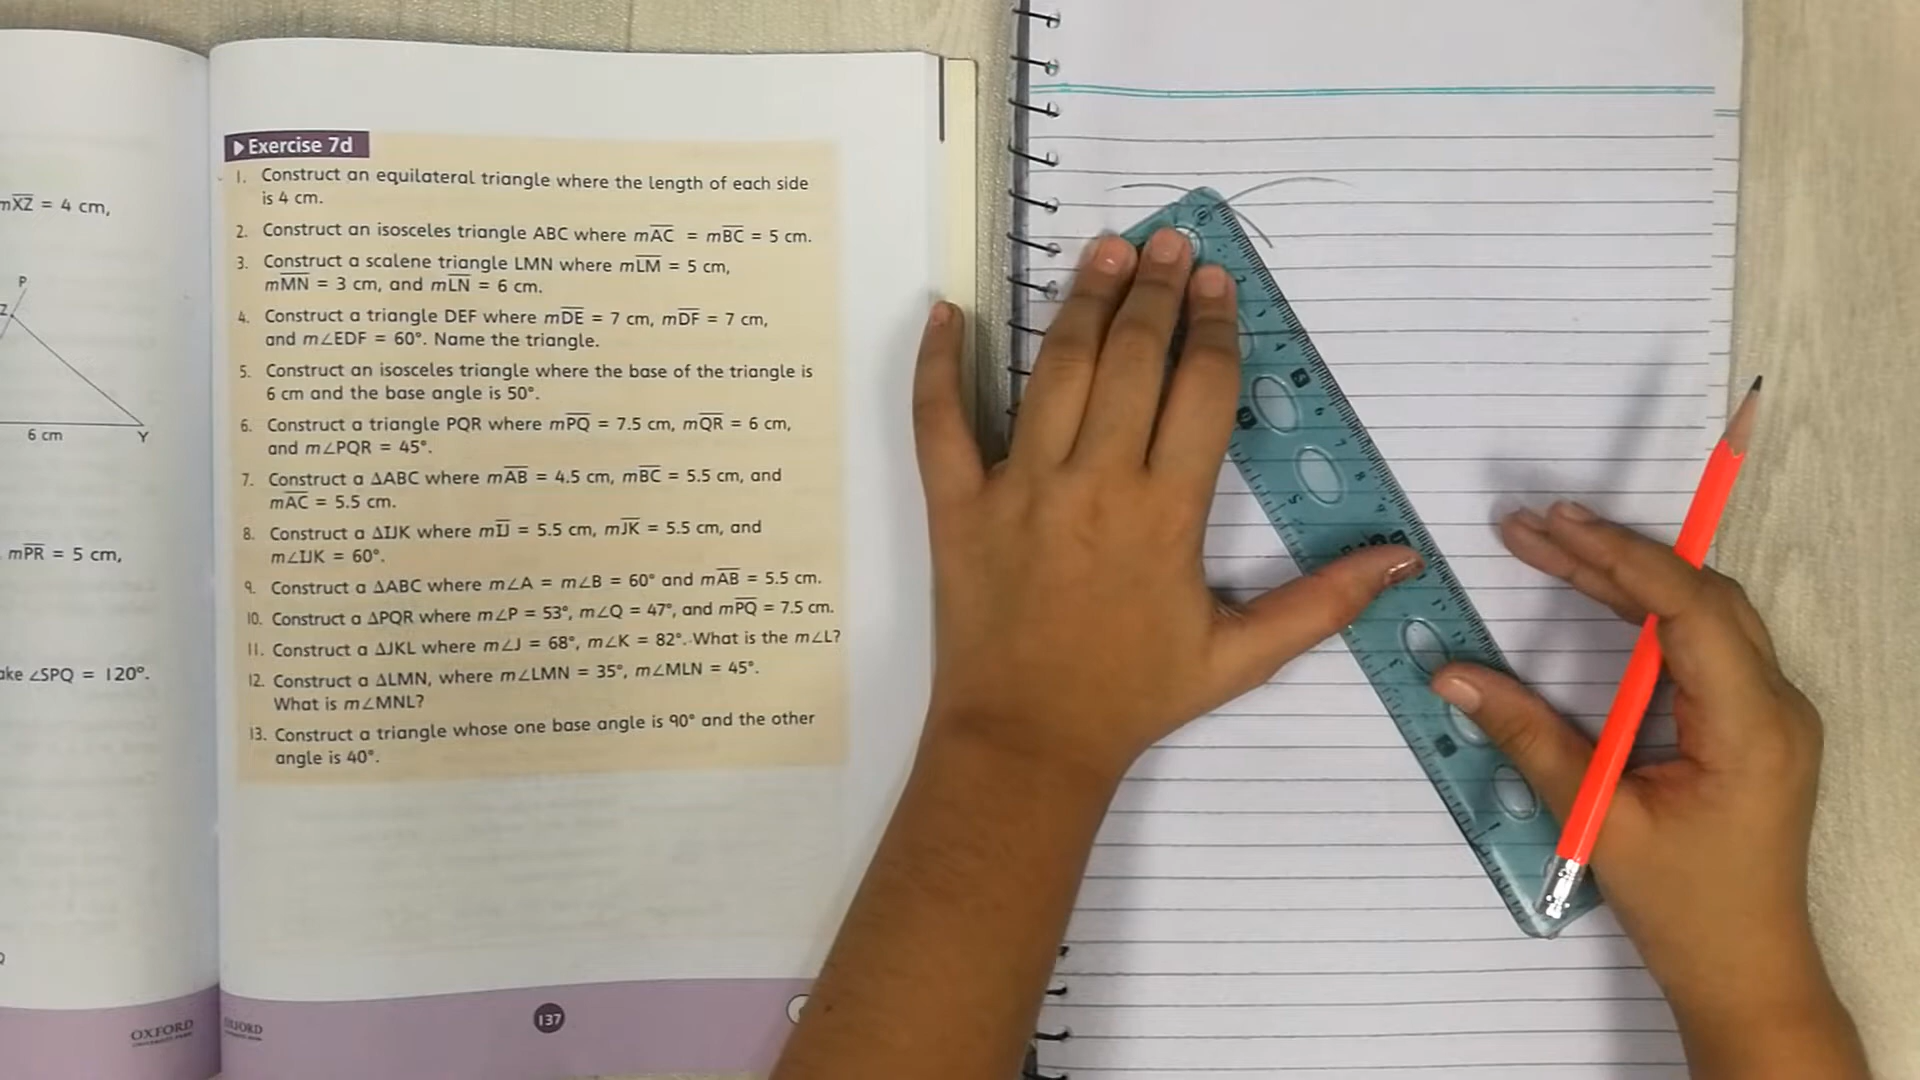 mXZ = 4 cm,
P
Z
6 cm
Y
mPR = 5 cm,
∠SPQ = 120°.
OXFORD
UNIVERSITY PRESS
Exercise 7d
1. Construct an equilateral triangle where the length of each side
is 4 cm.
2. Construct an isosceles triangle ABC where mAC = mBC = 5 cm.
3. Construct a scalene triangle LMN where mLM = 5 cm,
mMN = 3 cm, and mLN = 6 cm.
4. Construct a triangle DEF where mDE = 7 cm, mDF = 7 cm,
and m∠EDF = 60°. Name the triangle.
5. Construct an isosceles triangle where the base of the triangle is
6 cm and the base angle is 50°.
6. Construct a triangle PQR where mPQ = 7.5 cm, mQR = 6 cm,
and m∠PQR = 45°.
7. Construct a ΔABC where mAB = 4.5 cm, mBC = 5.5 cm, and
mAC = 5.5 cm.
8. Construct a ΔIJK where mIJ = 5.5 cm, mJK = 5.5 cm, and
m∠IJK = 60°.
9. Construct a ΔABC where m∠A = m∠B = 60° and mAB = 5.5 cm.
10. Construct a ΔPQR where m∠P = 53°, m∠Q = 47°, and mPQ = 7.5 cm.
11. Construct a ΔJKL where m∠J = 68°, m∠K = 82°. What is the m∠L?
12. Construct a ΔLMN, where m∠LMN = 35°, m∠MLN = 45°.
What is m∠MNL?
13. Construct a triangle whose one base angle is 90° and the other
angle is 40°.
137
OXFORD